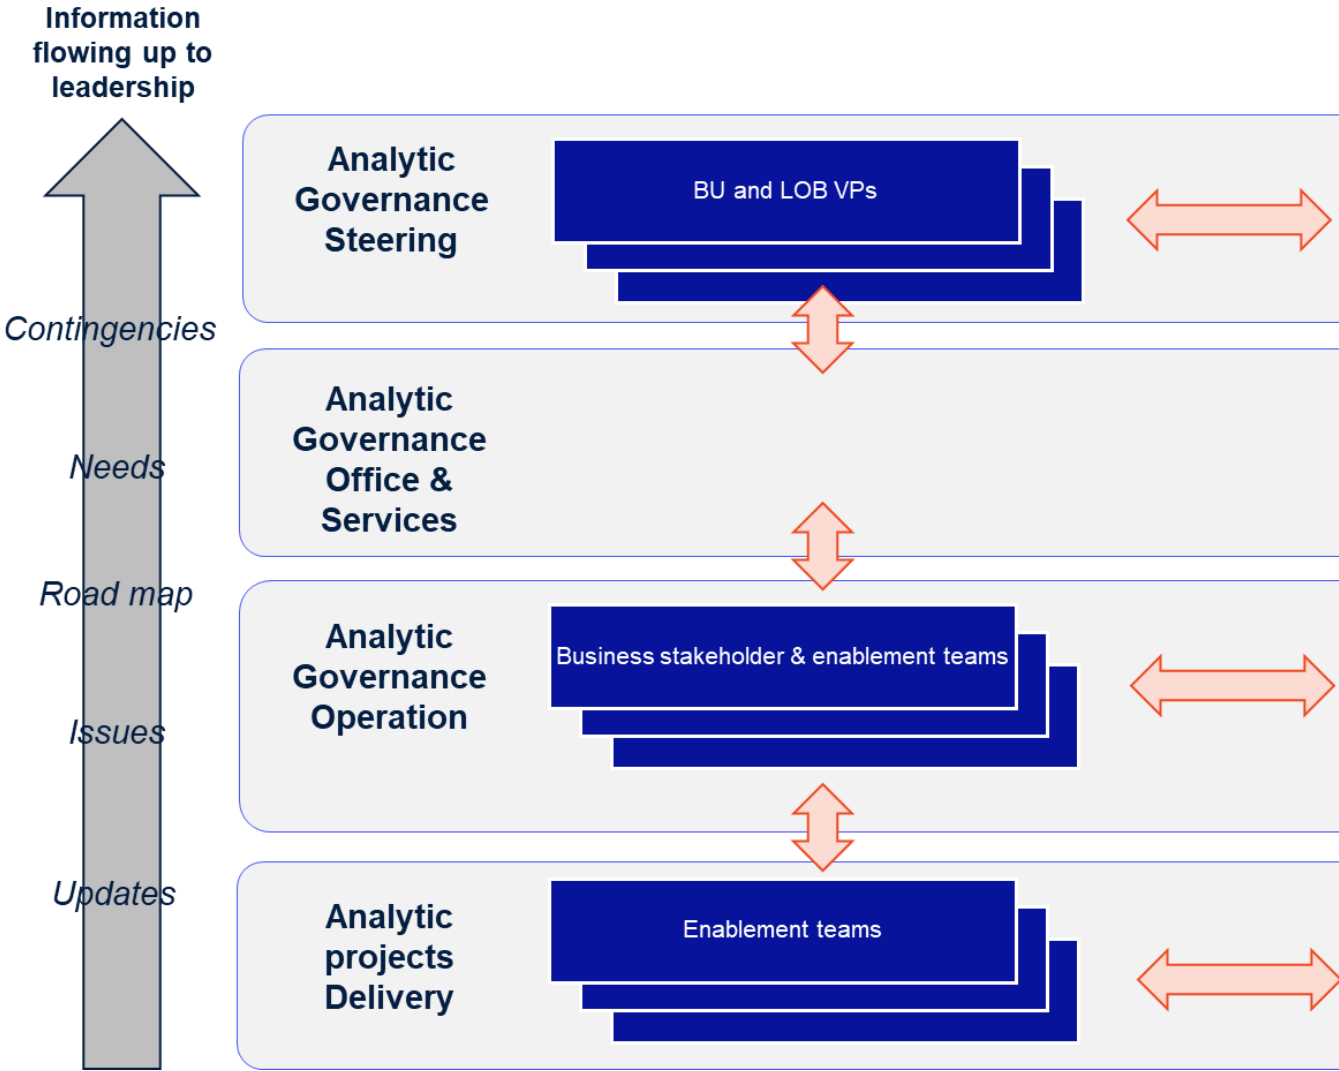 Information
flowing up to
leadership
Contingencies
Needs
Road map
Issues
Updates
Analytic
Governance
Steering
BU and LOB VPs
Analytic
Governance
Office &
Services
Analytic
Governance
Operation
Business stakeholder & enablement teams
Analytic
projects
Delivery
Enablement teams